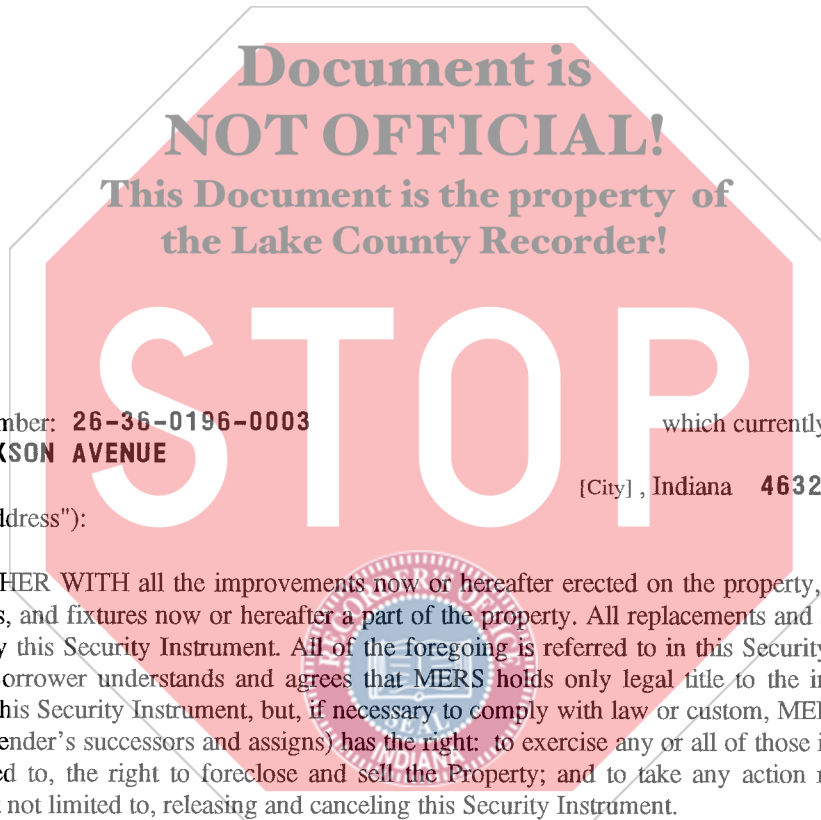 Document is
NOT OFFICIAL!
This Document is the property of
the Lake County Recorder!
STOP
mber: 26-36-0196-0003 which currently
KSON AVENUE
[City] , Indiana 4632
ddress"):
HER WITH all the improvements now or hereafter erected on the property,
s, and fixtures now or hereafter a part of the property. All replacements and
y this Security Instrument. All of the foregoing is referred to in this Security
orrower understands and agrees that MERS holds only legal title to the in
his Security Instrument, but, if necessary to comply with law or custom, MER
ender's successors and assigns) has the right: to exercise any or all of those i
ed to, the right to foreclose and sell the Property; and to take any action r
t not limited to, releasing and canceling this Security Instrument.
RECORDER'S OFFICE
SEAL
INDIANA